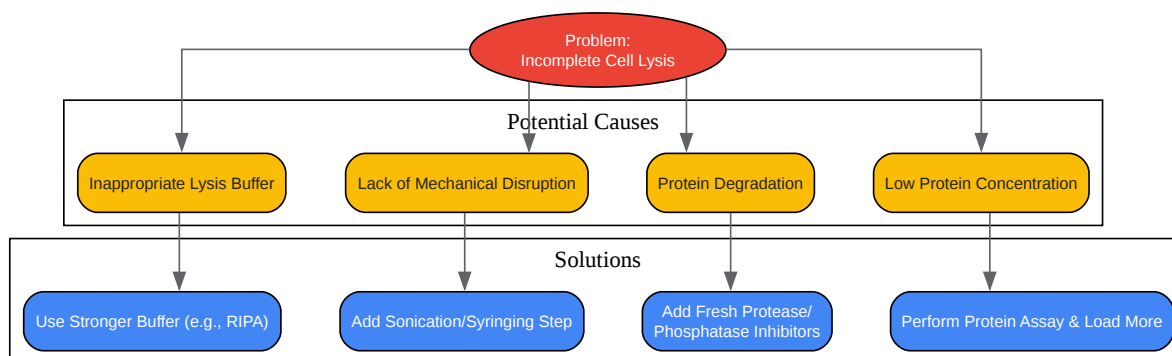 Problem:
Incomplete Cell Lysis
Potential Causes
Inappropriate Lysis Buffer
Lack of Mechanical Disruption
Protein Degradation
Low Protein Concentration
Solutions
Use Stronger Buffer (e.g., RIPA)
Add Sonication/Syringing Step
Add Fresh Protease/
Phosphatase Inhibitors
Perform Protein Assay & Load More